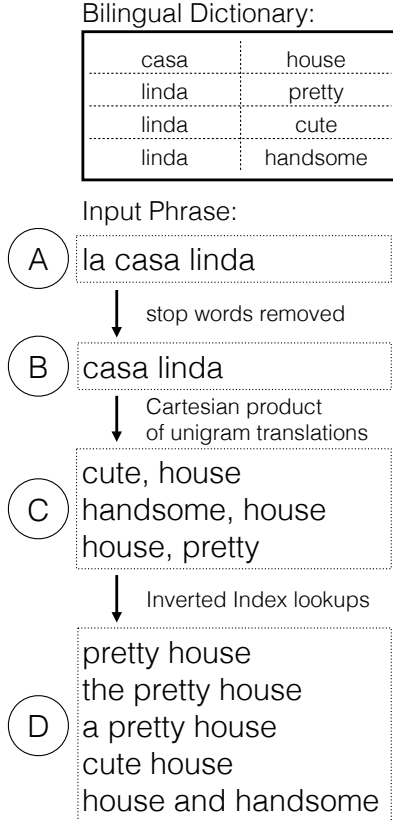 Bilingual Dictionary:
casa house
linda pretty
linda cute
linda handsome
Input Phrase:
A la casa linda
stop words removed
B casa linda
Cartesian product
of unigram translations
cute, house
C handsome, house
house, pretty
Inverted Index lookups
pretty house
the pretty house
D a pretty house
cute house
house and handsome